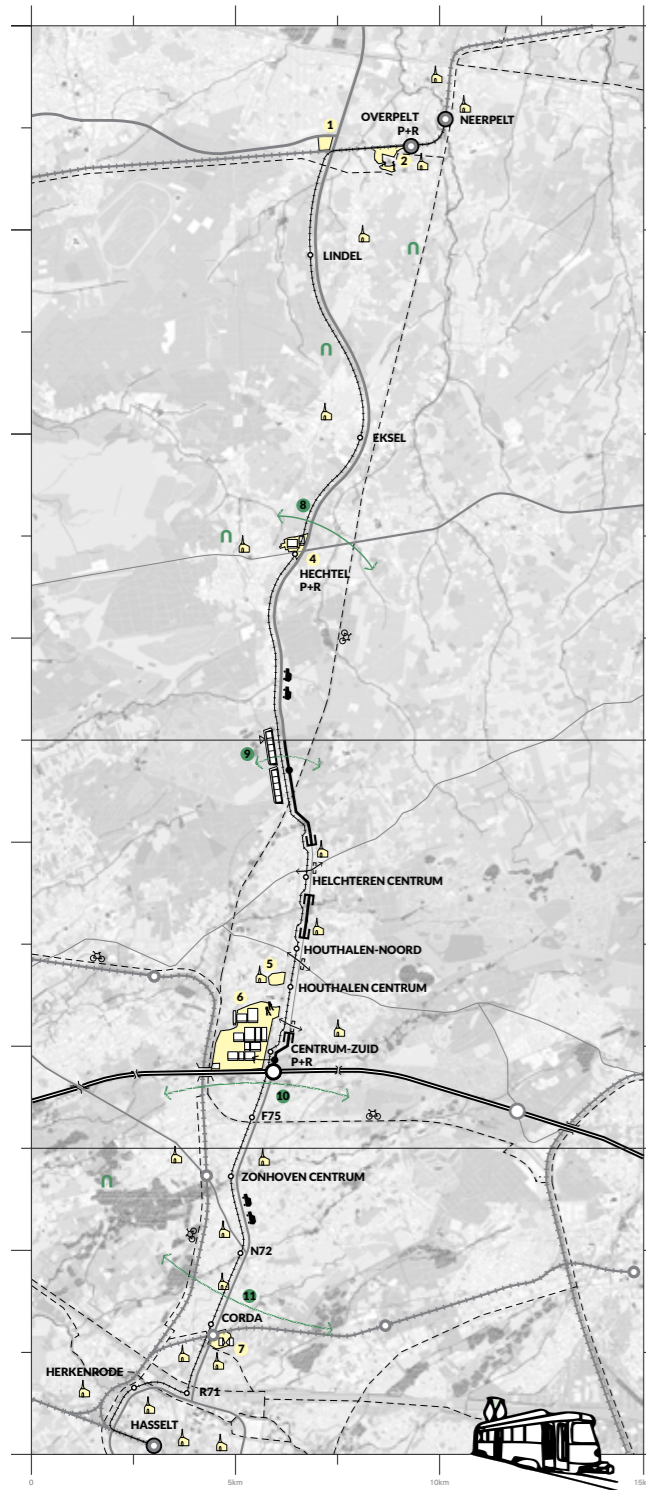 1
OVERPELT
P+R
NEERPELT
2
LINDEL
EKSEL
8
4
HECHTEL
P+R
9
HELCHTEREN CENTRUM
HOUTHALEN-NOORD
5
HOUTHALEN CENTRUM
6
CENTRUM-ZUID
P+R
10
F75
ZONHOVEN CENTRUM
N72
11
CORDA
7
HERKENRODE
R71
HASSELT
0
5km
10km